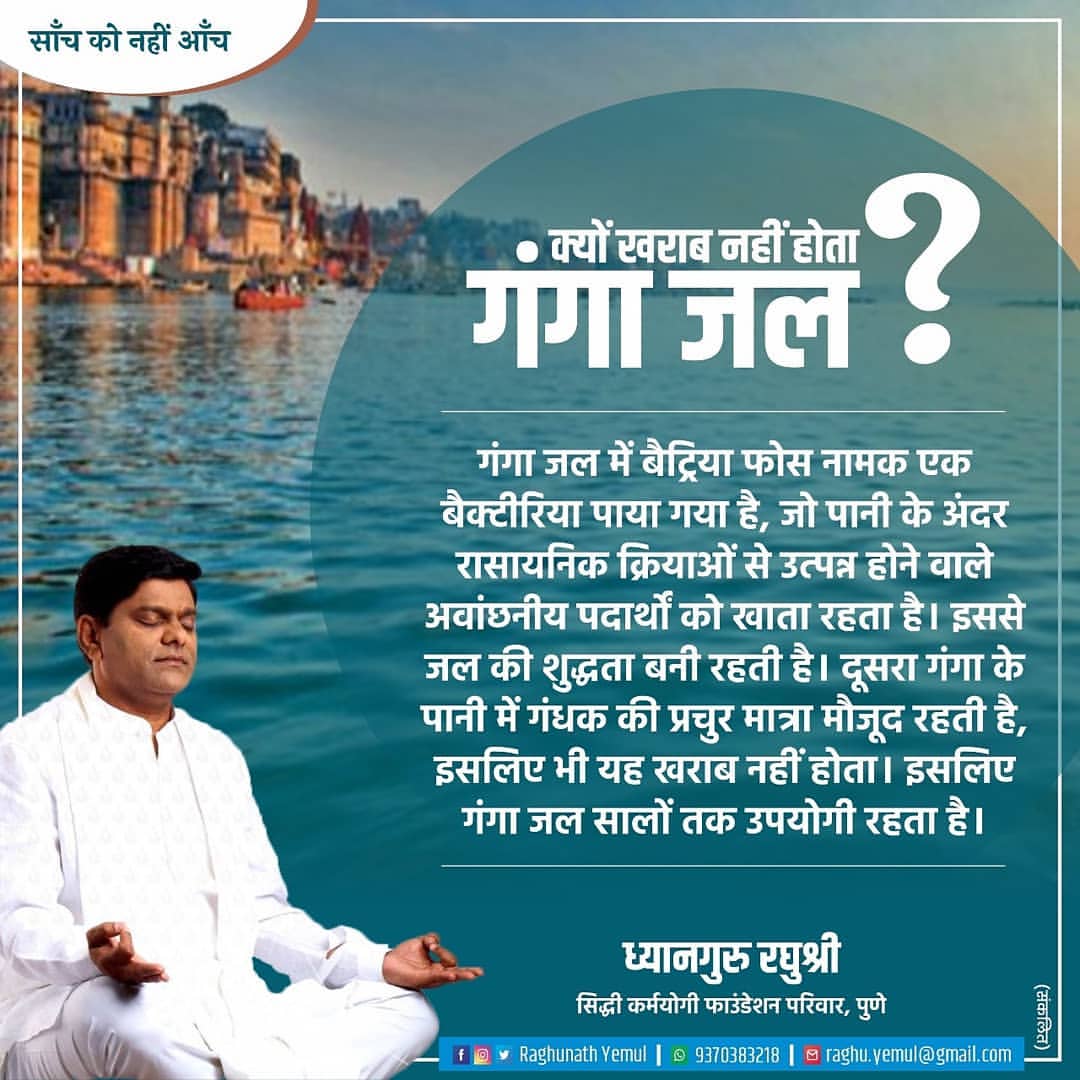 साँच को नहीं आँच
क्यों खराब नहीं होता
गंगा जल ?
गंगा जल में बैट्रिया फोस नामक एक
बैक्टीरिया पाया गया है, जो पानी के अंदर
रासायनिक क्रियाओं से उत्पन्न होने वाले
अवांछनीय पदार्थों को खाता रहता है। इससे
जल की शुद्धता बनी रहती है। दूसरा गंगा के
पानी में गंधक की प्रचुर मात्रा मौजूद रहती है,
इसलिए भी यह खराब नहीं होता। इसलिए
गंगा जल सालों तक उपयोगी रहता है।
ध्यानगुरु रघुश्री
सिद्धी कर्मयोगी फाउंडेशन परिवार, पुणे
(संकलित)
Raghunath Yemul | 9370383218 | raghu.yemul@gmail.com